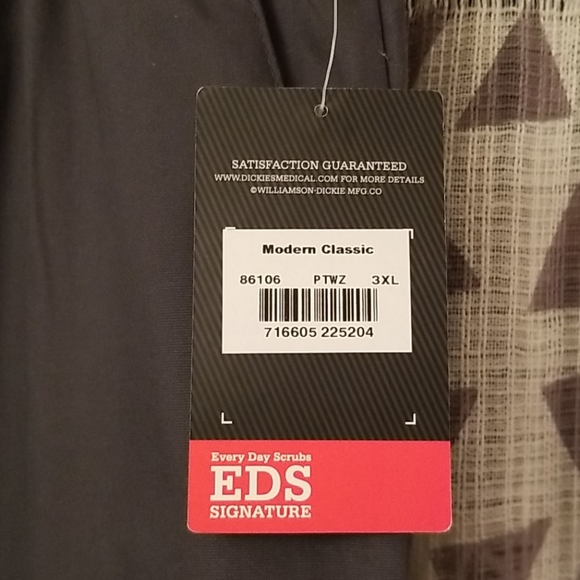 SATISFACTION GUARANTEED
WWW.DICKIESMEDICAL.COM FOR MORE DETAILS
©WILLIAMSON-DICKIE MFG CO
Modern Classic
86106 PTWZ 3XL
716605 225204
Every Day Scrubs
EDS
SIGNATURE